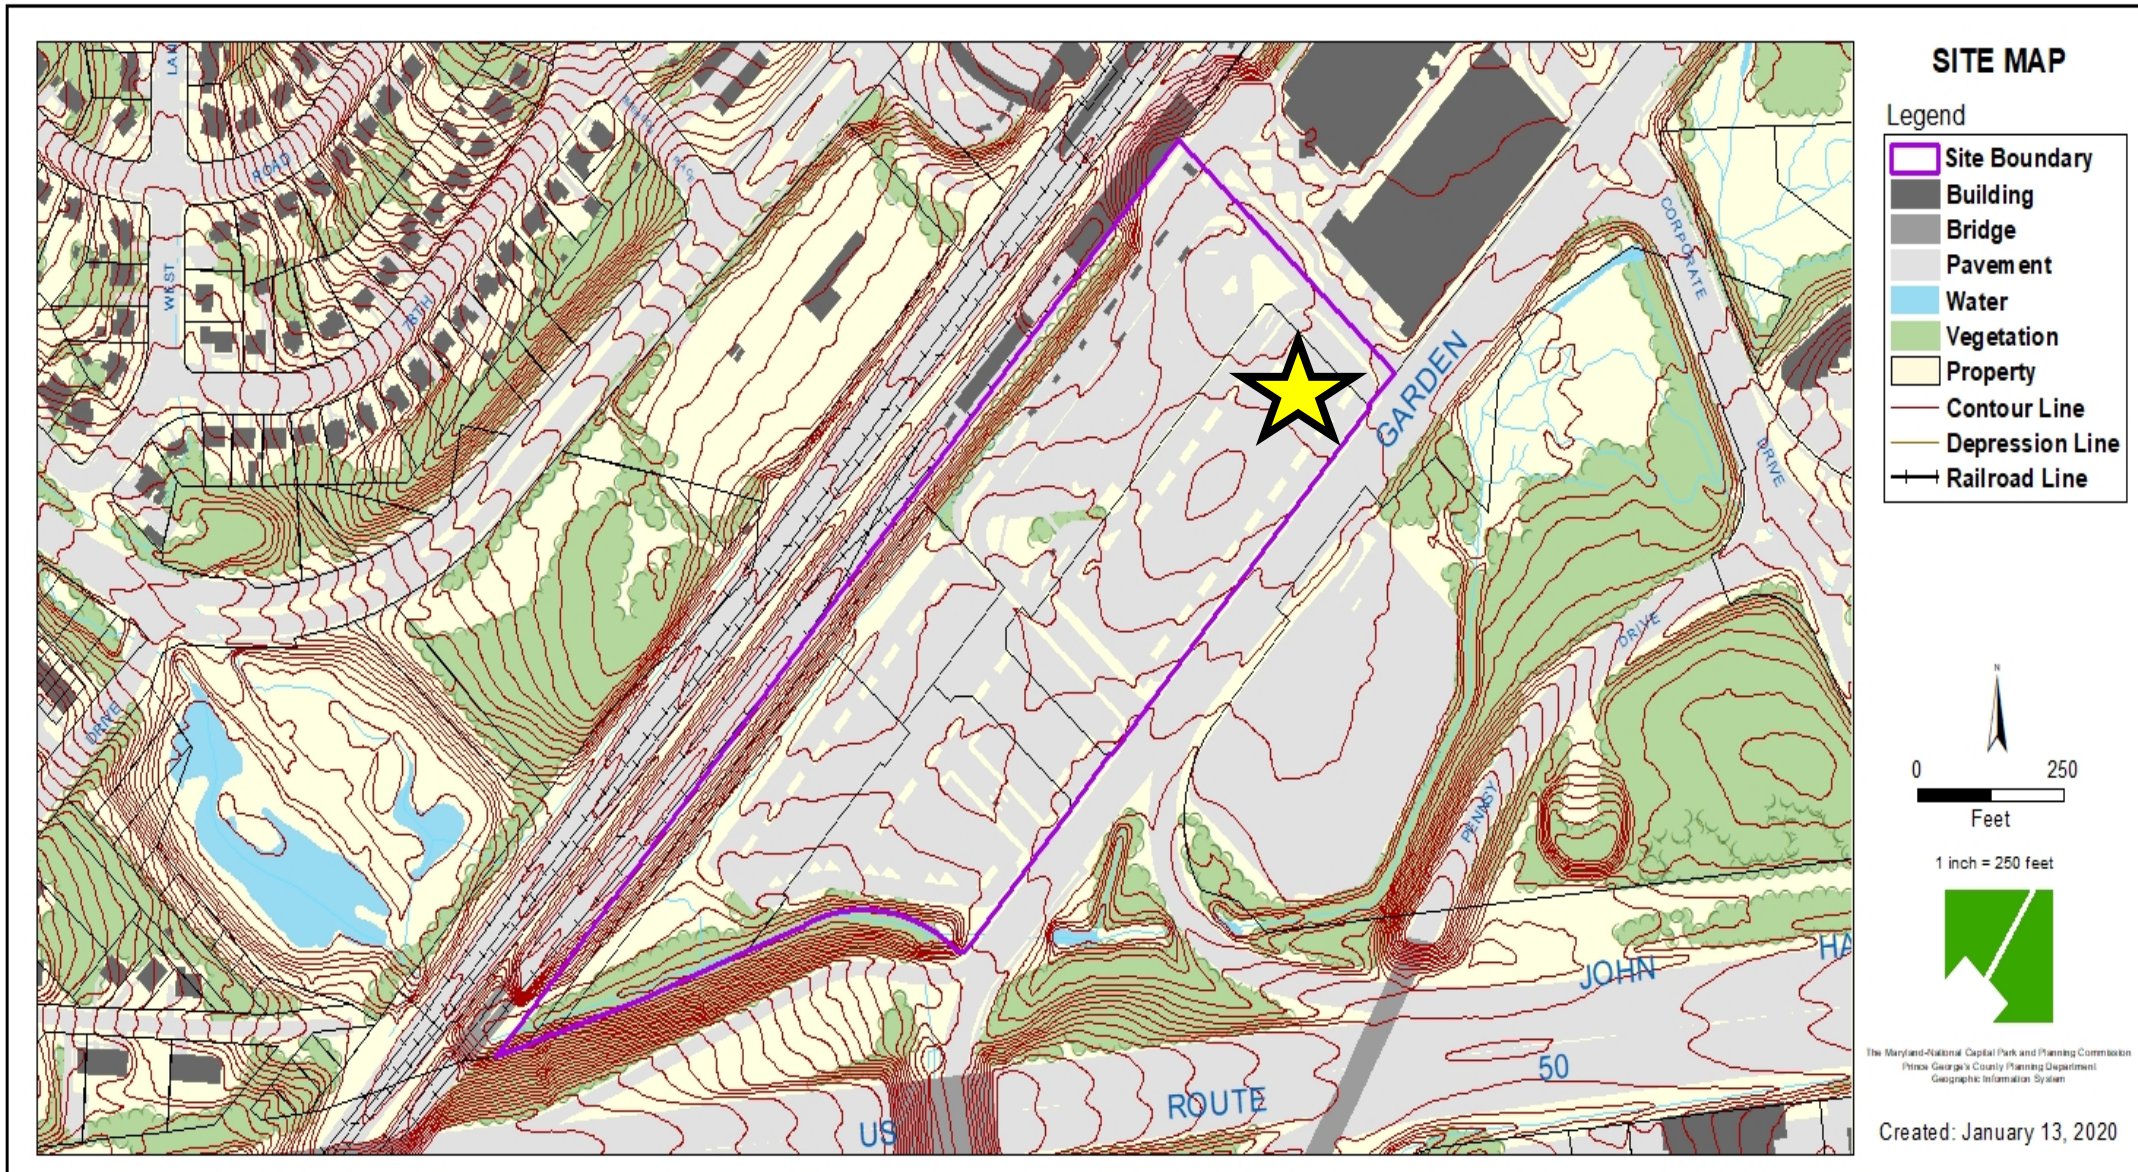 LAN
ROAD
PLACE
WEST
78TH
CORPORATE
GARDEN
DRIVE
DRIVE
DRIVE
PENNSY
JOHN
HA
50
ROUTE
US
SITE MAP
Legend
Site Boundary
Building
Bridge
Pavement
Water
Vegetation
Property
Contour Line
Depression Line
Railroad Line
N
0 250
Feet
1 inch = 250 feet
The Maryland-National Capital Park and Planning Commission
Prince George's County Planning Department
Geographic Information System
Created: January 13, 2020